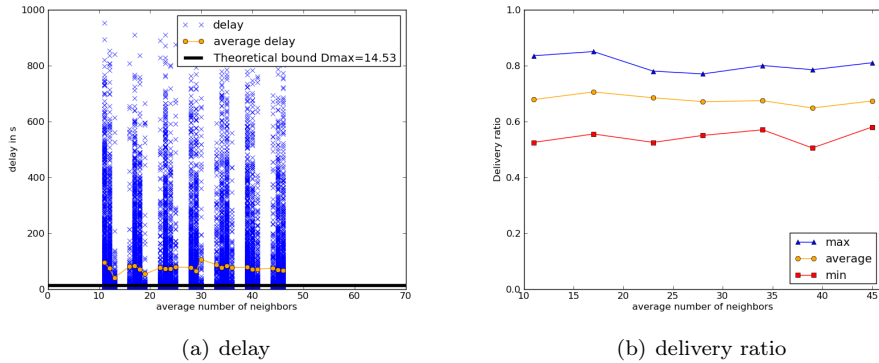 1000
800
600
400
200
0
delay in s
delay
average delay
Theoretical bound Dmax=14.53
0 10 20 30 40 50 60 70
average number of neighbors
(a) delay
1.0
0.8
0.6
0.4
0.2
0.0
Delivery ratio
max
average
min
10 15 20 25 30 35 40 45
average number of neighbors
(b) delivery ratio